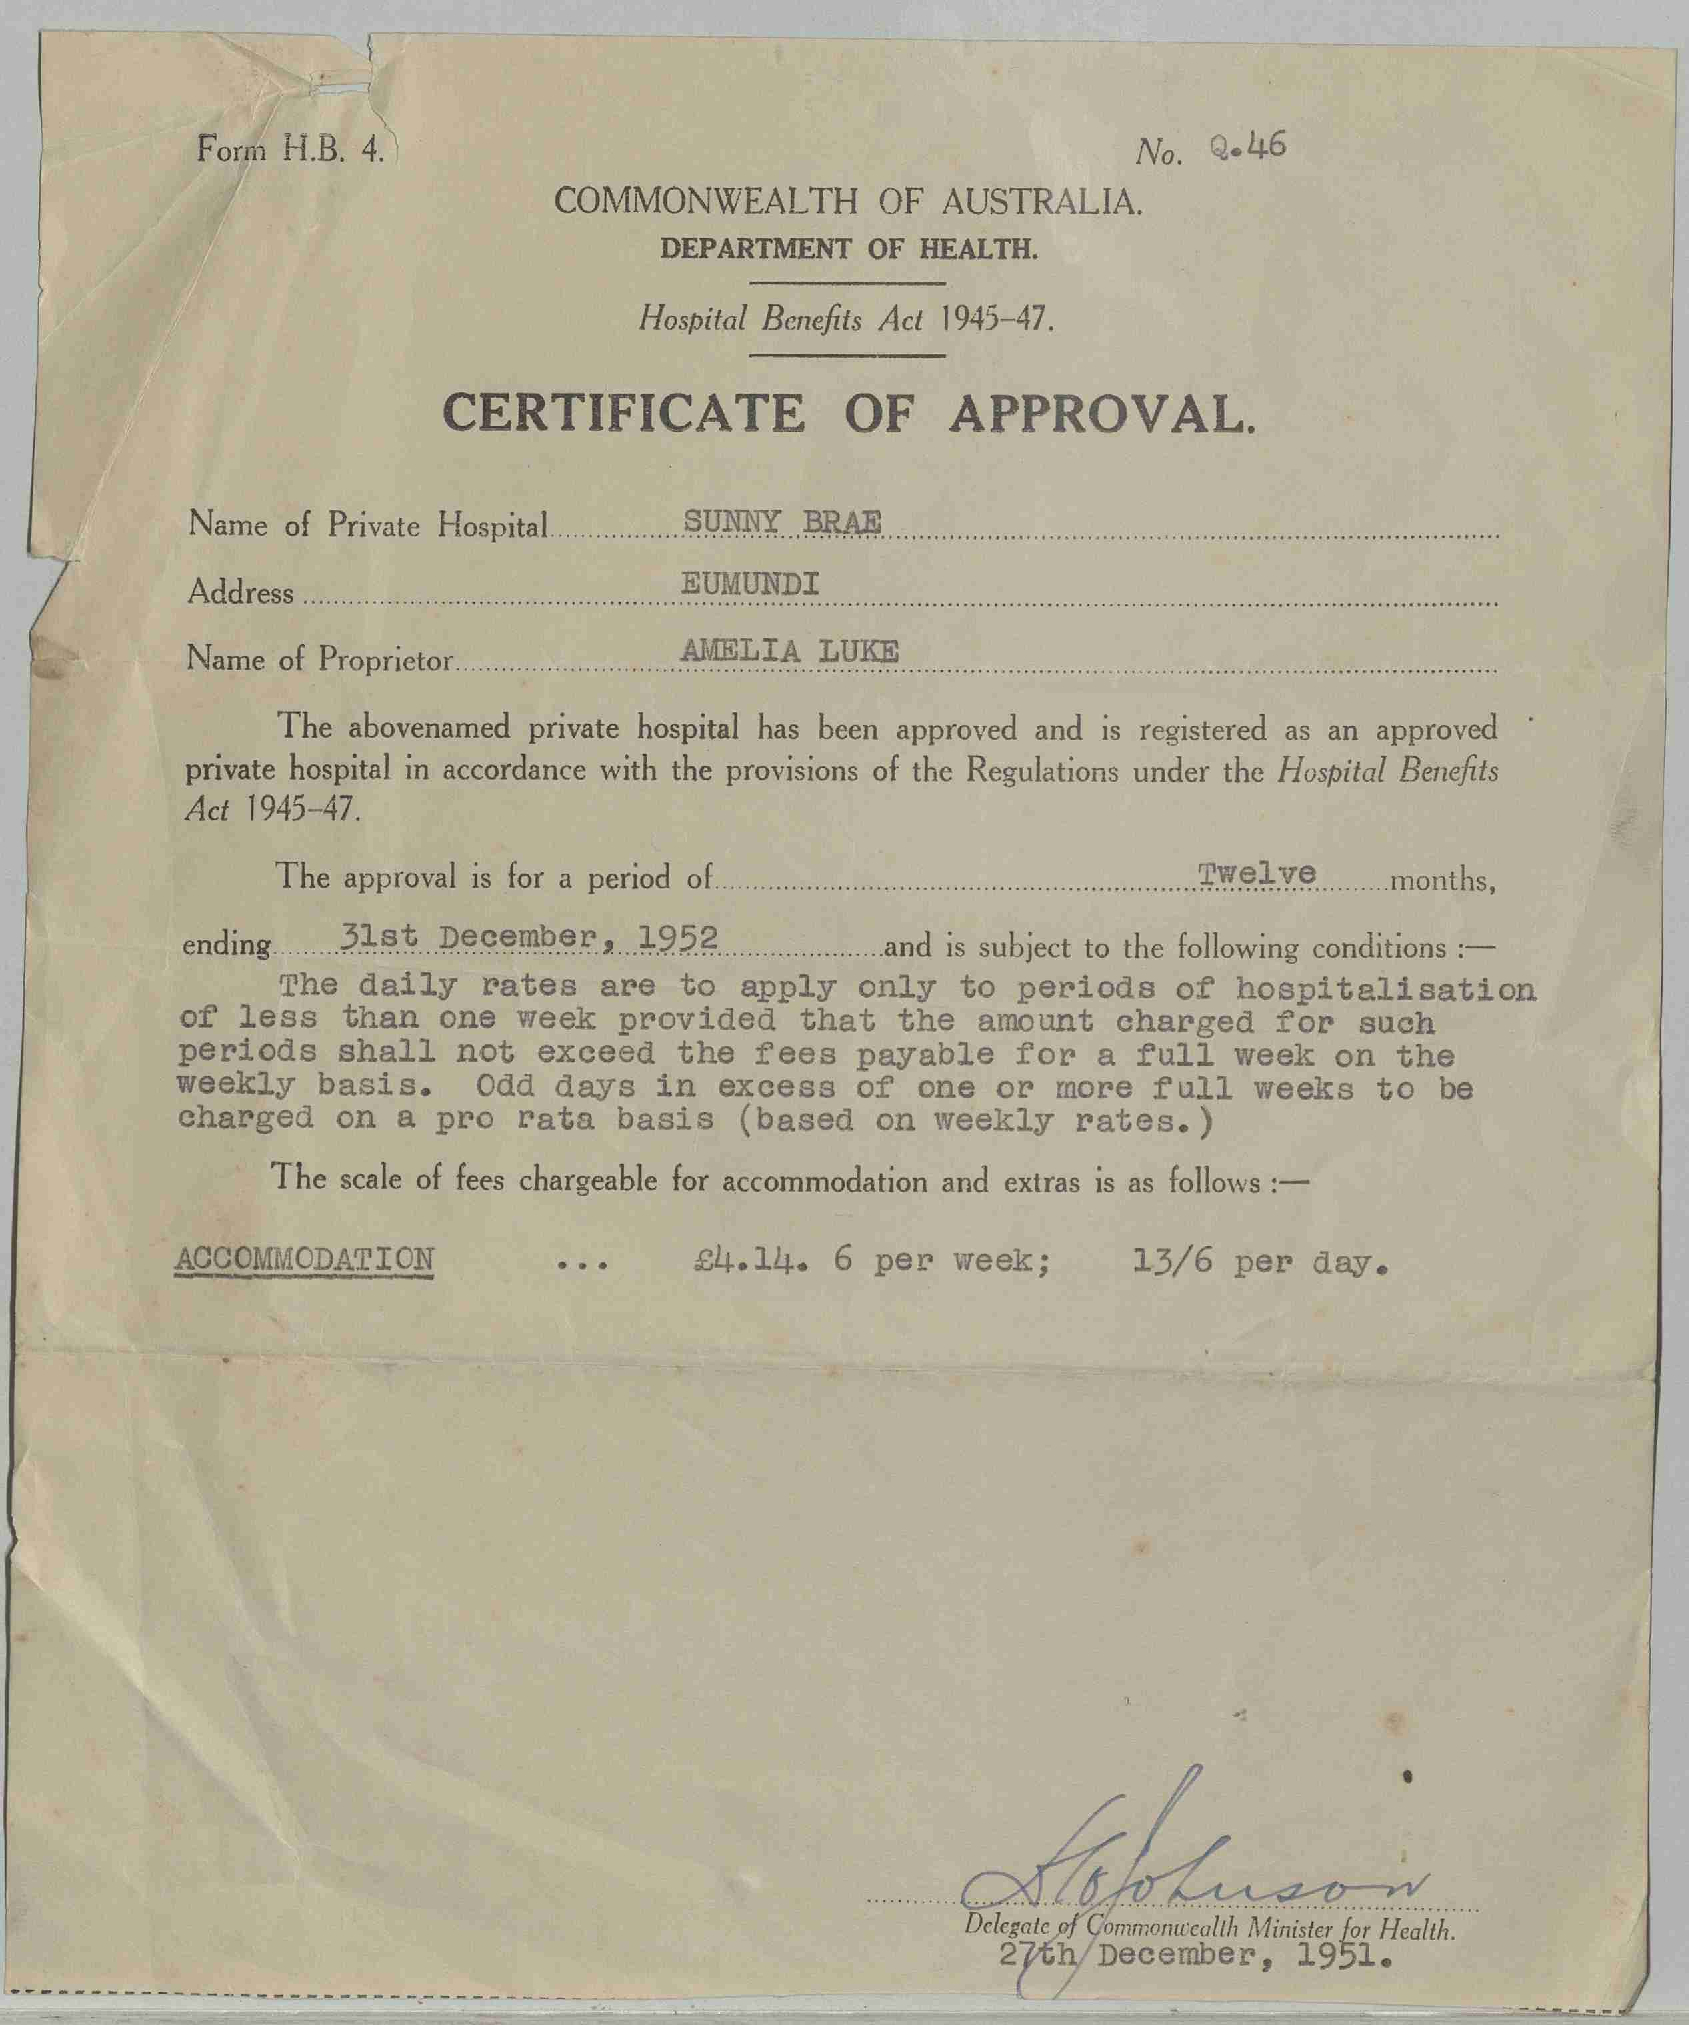 Form H.B. 4.
No. Q.46
COMMONWEALTH OF AUSTRALIA.
DEPARTMENT OF HEALTH.
Hospital Benefits Act 1945–47.
CERTIFICATE OF APPROVAL.
Name of Private Hospital SUNNY BRAE
Address EUMUNDI
Name of Proprietor AMELIA LUKE
The abovenamed private hospital has been approved and is registered as an approved
private hospital in accordance with the provisions of the Regulations under the Hospital Benefits
Act 1945–47.
The approval is for a period of Twelve months,
ending 31st December, 1952 and is subject to the following conditions :—
The daily rates are to apply only to periods of hospitalisation
of less than one week provided that the amount charged for such
periods shall not exceed the fees payable for a full week on the
weekly basis. Odd days in excess of one or more full weeks to be
charged on a pro rata basis (based on weekly rates.)
The scale of fees chargeable for accommodation and extras is as follows :—
ACCOMMODATION ... £4.14. 6 per week; 13/6 per day.
Johnson
Delegate of Commonwealth Minister for Health.
27th December, 1951.